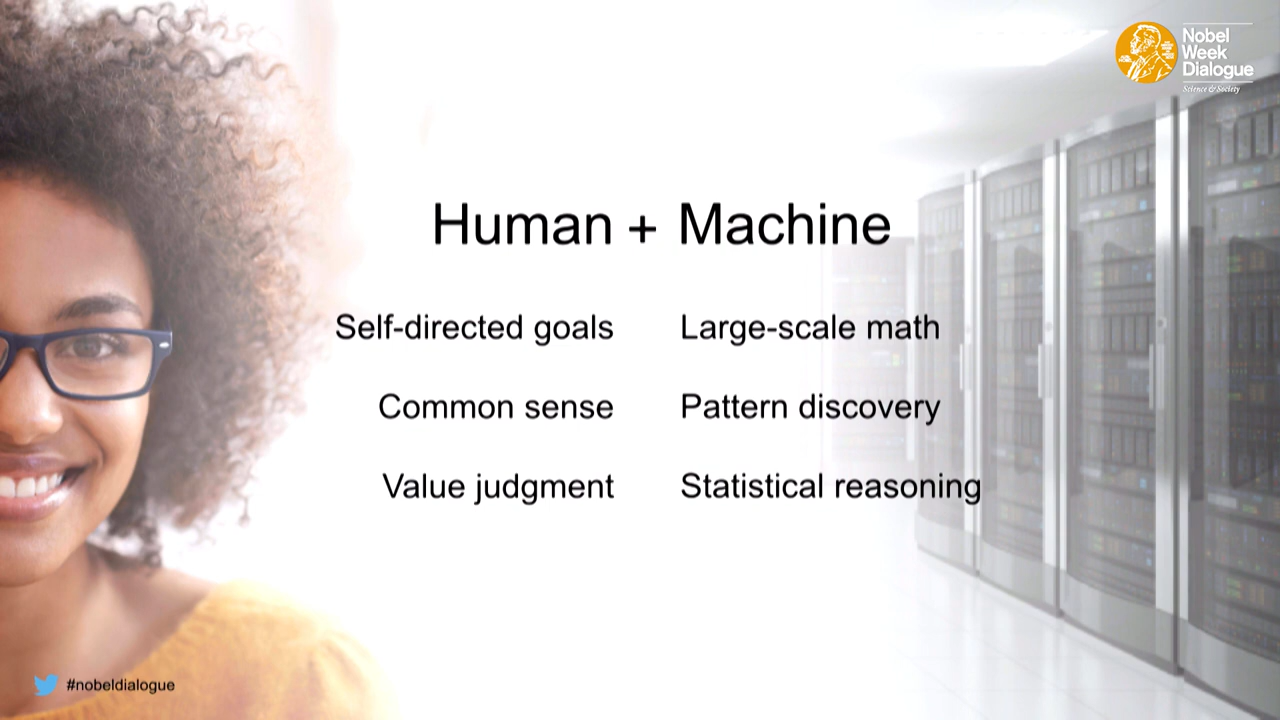 Nobel
Week
Dialogue
Science & Society
Human + Machine
Self-directed goals Large-scale math
Common sense Pattern discovery
Value judgment Statistical reasoning
#nobeldialogue